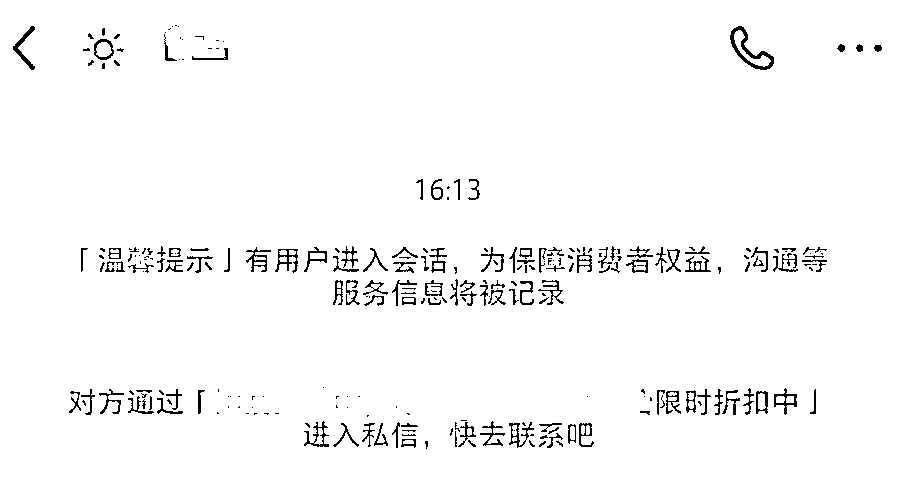 16:13
「温馨提示」有用户进入会话，为保障消费者权益，沟通等
服务信息将被记录
对方通过「限时折扣中」
进入私信，快去联系吧